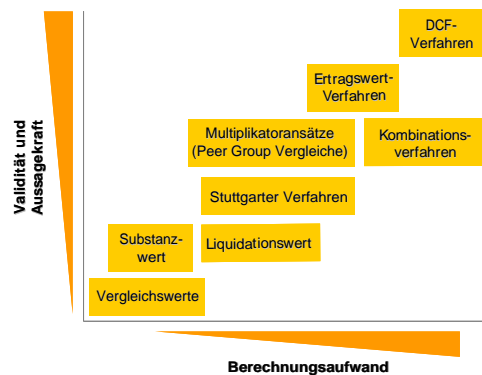 DCF-
Verfahren
Ertragswert-
Verfahren
Multiplikatoransätze
(Peer Group Vergleiche)
Kombinations-
verfahren
Stuttgarter Verfahren
Substanz-
wert
Liquidationswert
Vergleichswerte
Validität und
Aussagekraft
Berechnungsaufwand